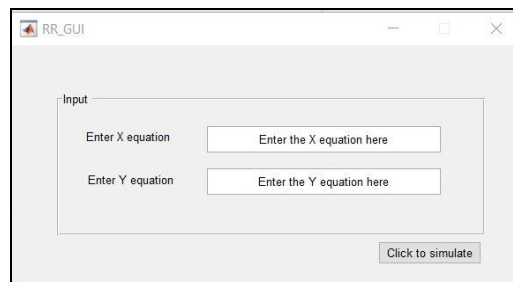 RR_GUI
Input
Enter X equation
Enter the X equation here
Enter Y equation
Enter the Y equation here
Click to simulate